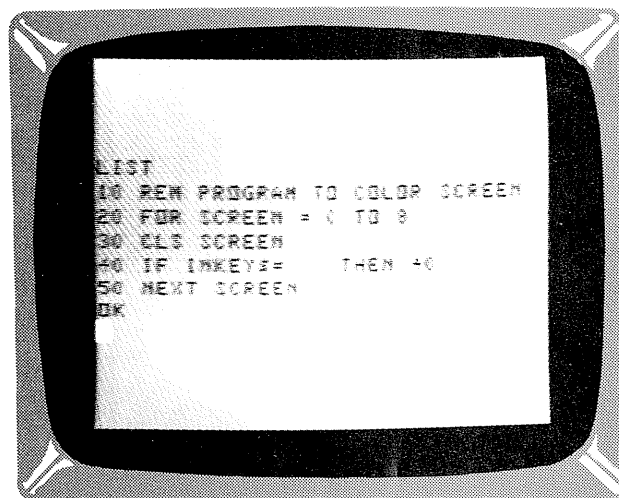 LIST
10 REM PROGRAM TO COLOR SCREEN
20 FOR SCREEN = 0 TO 8
30 CLS SCREEN
40 IF INKEY$= THEN 40
50 NEXT SCREEN
OK